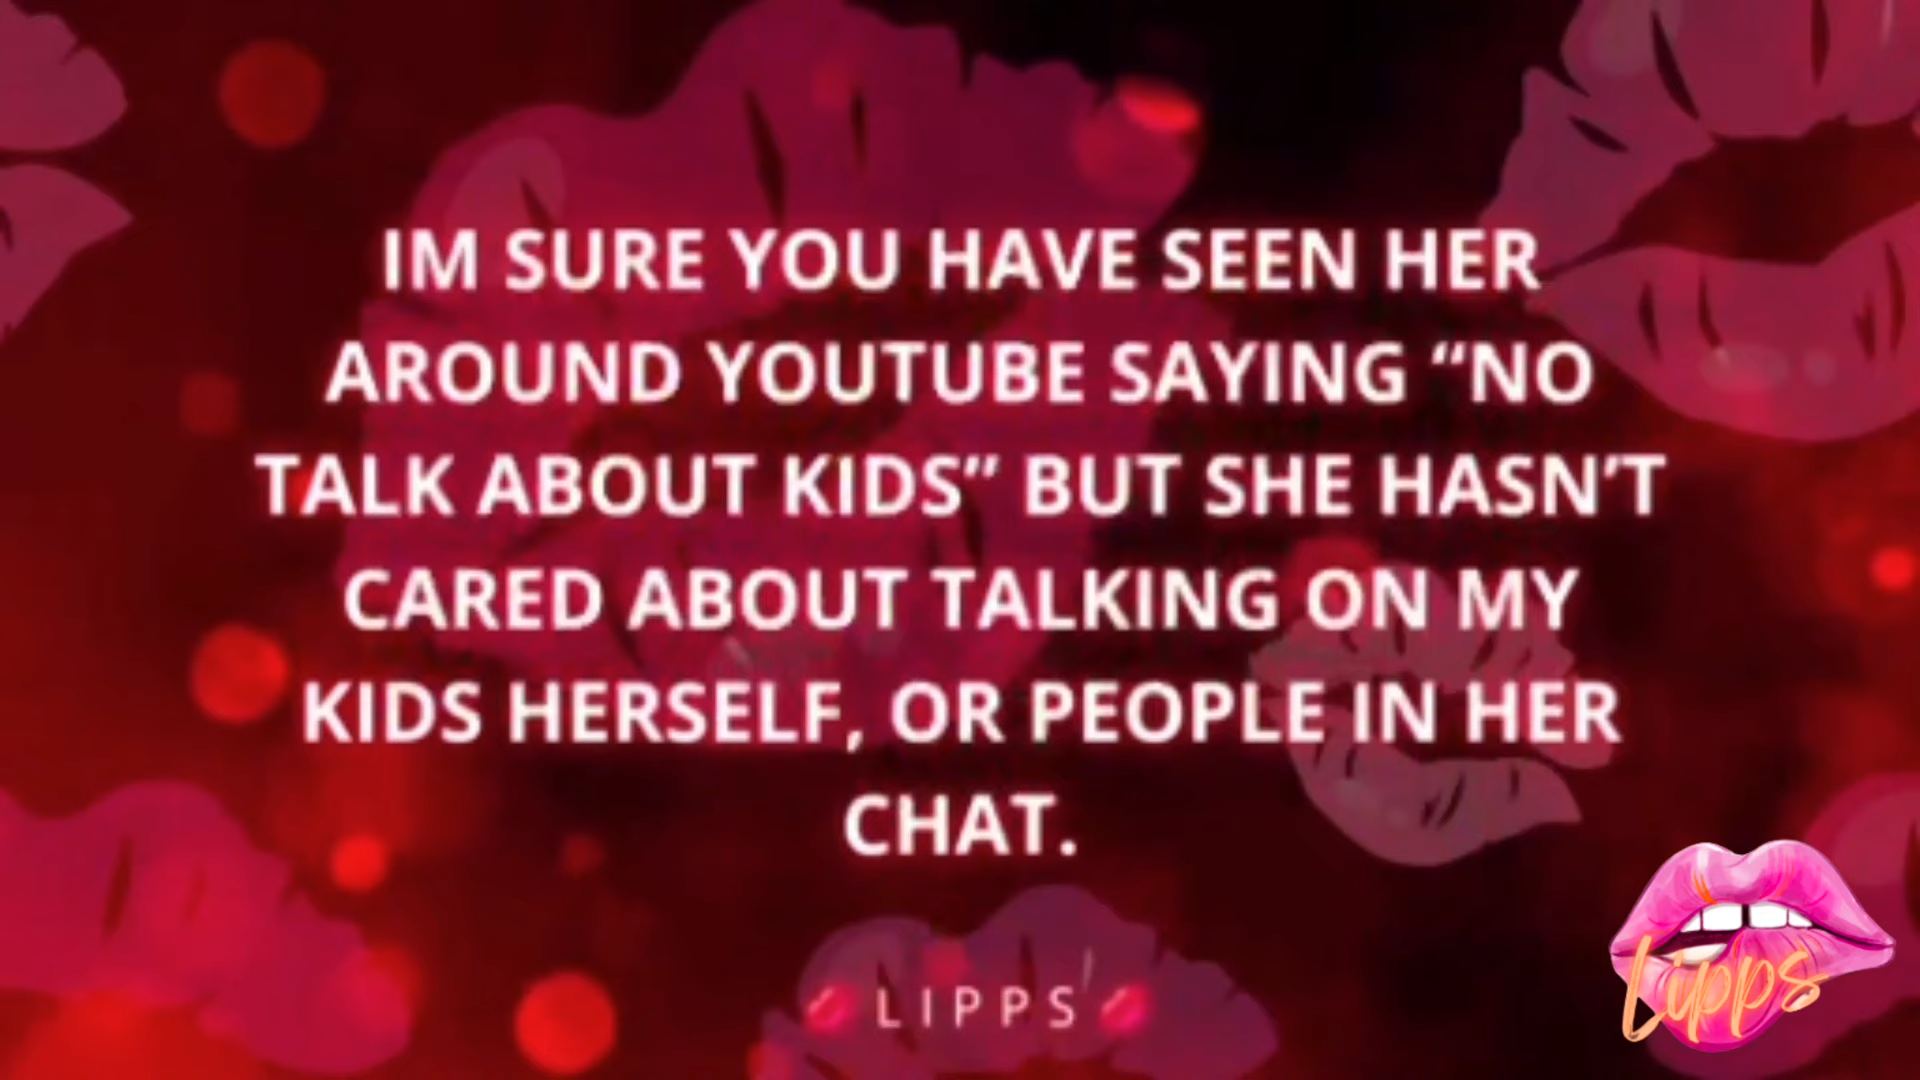 IM SURE YOU HAVE SEEN HER
AROUND YOUTUBE SAYING “NO
TALK ABOUT KIDS” BUT SHE HASN’T
CARED ABOUT TALKING ON MY
KIDS HERSELF, OR PEOPLE IN HER
CHAT.
💋 LIPPS 💋
Lipps